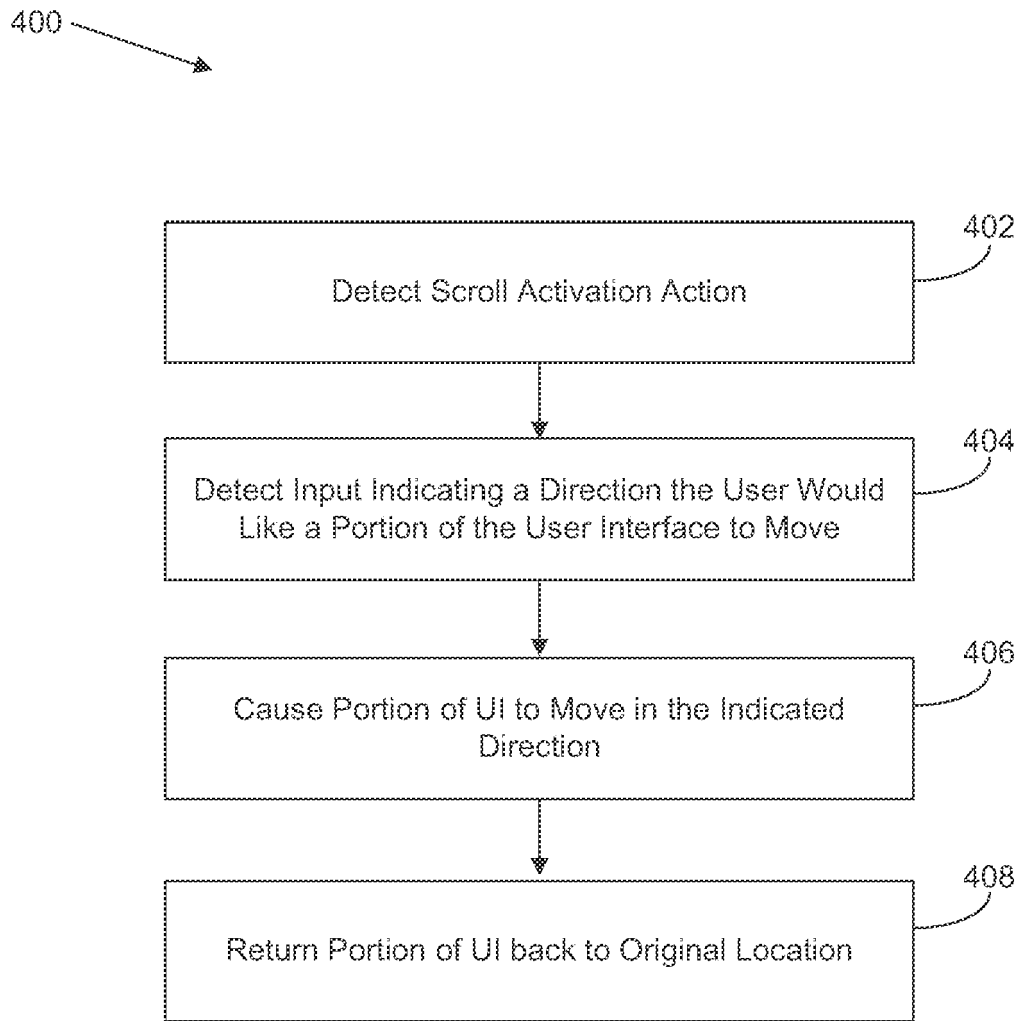 400
402
Detect Scroll Activation Action
404
Detect Input Indicating a Direction the User Would
Like a Portion of the User Interface to Move
406
Cause Portion of UI to Move in the Indicated
Direction
408
Return Portion of UI back to Original Location